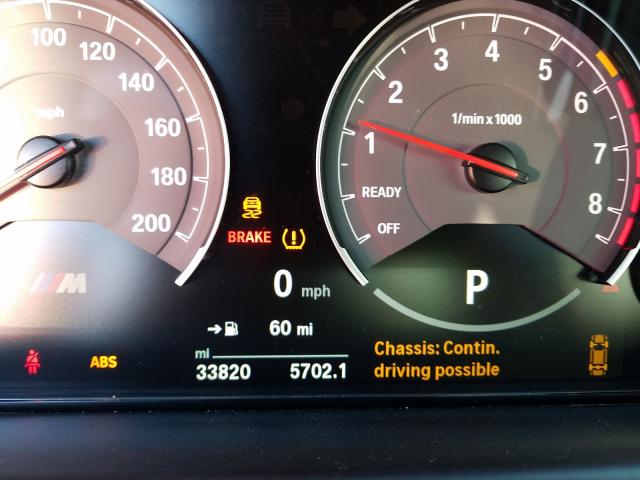 100
120
140
160
180
200
mph
M
1
2
3
4
5
6
7
8
1/min x 1000
READY
OFF
BRAKE
0 mph
P
60 mi
mi
33820 5702.1
ABS
Chassis: Contin.
driving possible